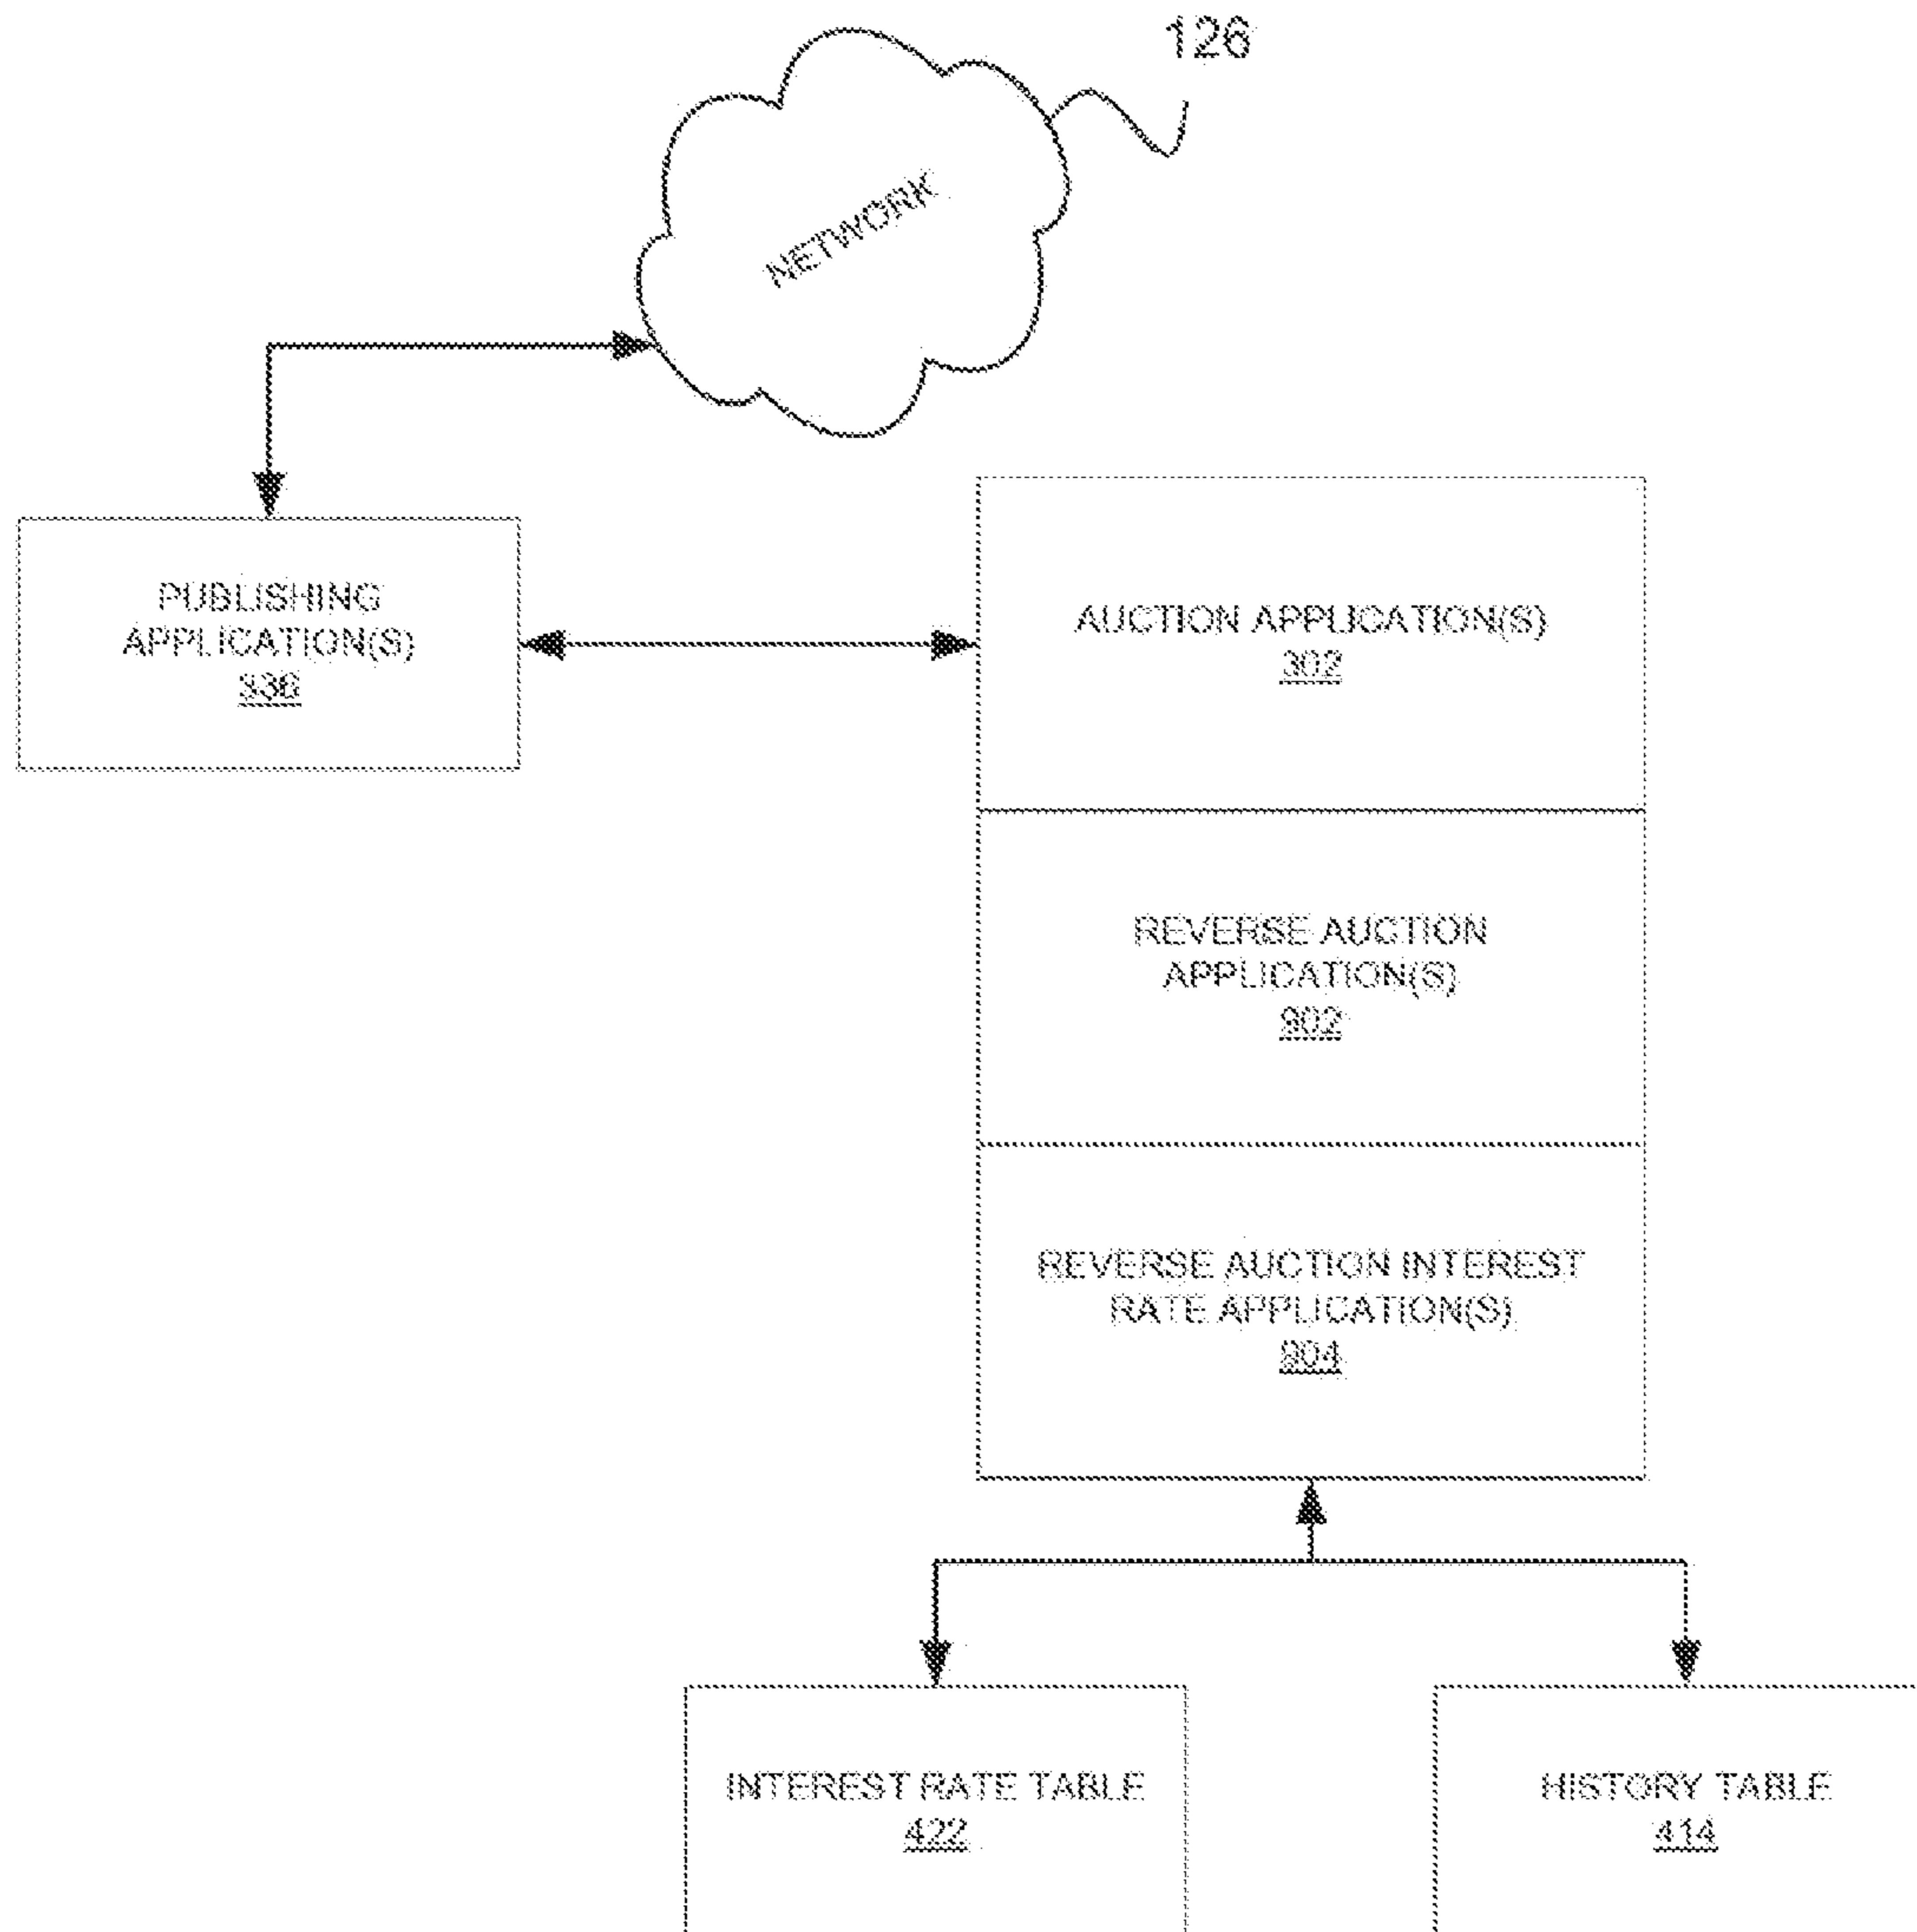 126
NETWORK
PUBLISHING
APPLICATION(S)
336
AUCTION APPLICATION(S)
302
REVERSE AUCTION
APPLICATION(S)
902
REVERSE AUCTION INTEREST
RATE APPLICATION(S)
904
INTEREST RATE TABLE
422
HISTORY TABLE
414